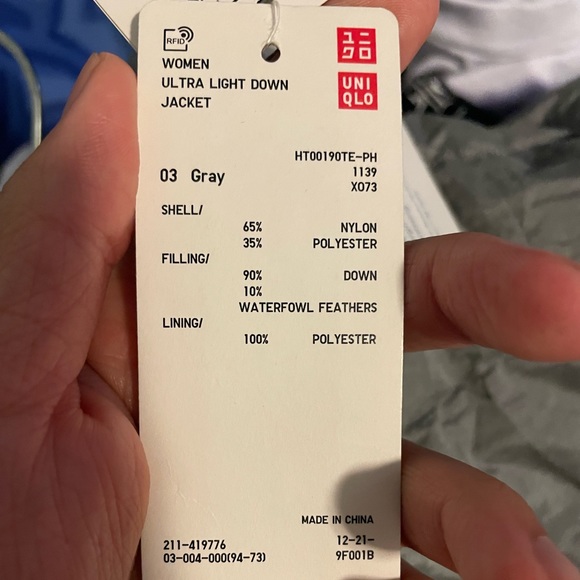 RFID
WOMEN
ULTRA LIGHT DOWN
JACKET
ユニ
クロ
UNI
QLO
HT00190TE-PH
1139
03 Gray
X073
SHELL/
65% NYLON
35% POLYESTER
FILLING/
90% DOWN
10%
WATERFOWL FEATHERS
LINING/
100% POLYESTER
MADE IN CHINA
211-419776 12-21-
03-004-000(94-73) 9F001B